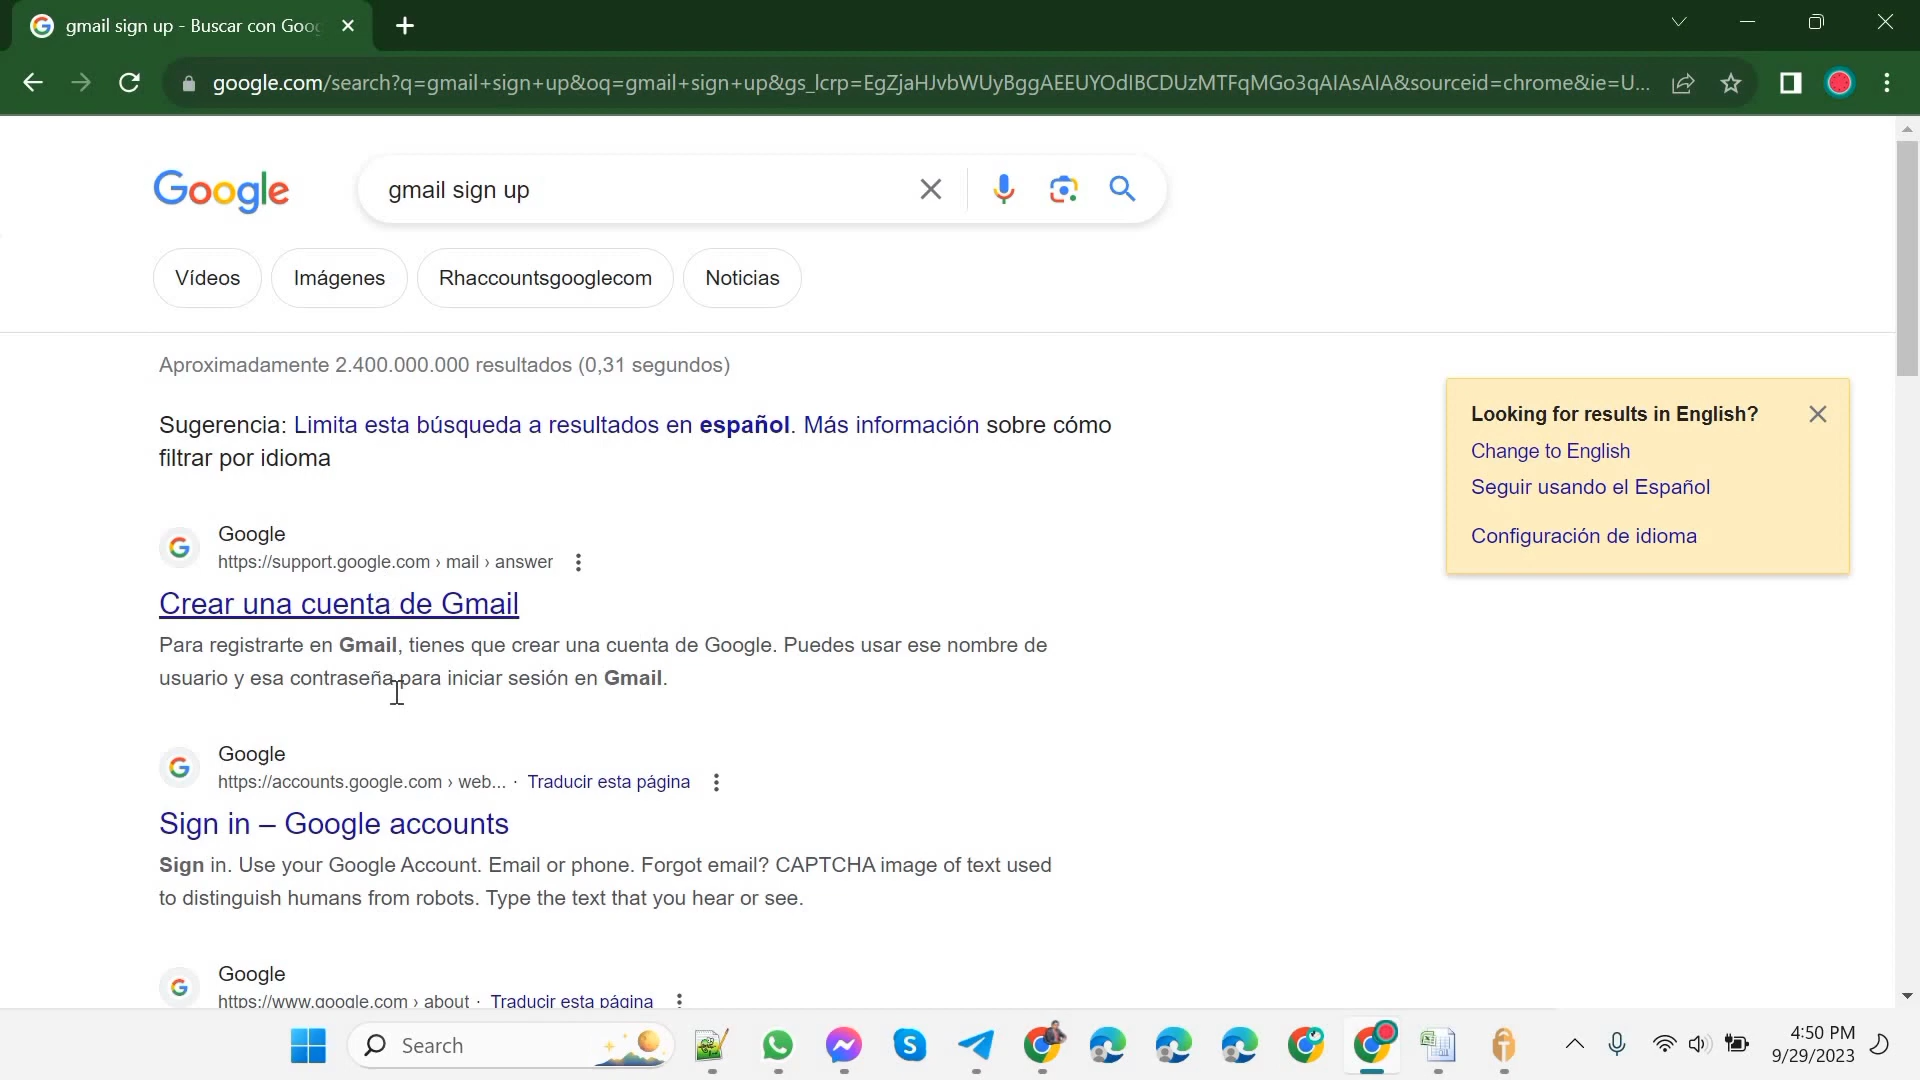 gmail sign up - Buscar con Goog
google.com/search?q=gmail+sign+up&oq=gmail+sign+up&gs_lcrp=EgZjaHJvbWUyBggAEEUYOdIBCDUzMTFqMGo3qAIAsAIA&sourceid=chrome&ie=U...
Google
gmail sign up
Vídeos
Imágenes
Rhaccountsgooglecom
Noticias
Aproximadamente 2.400.000.000 resultados (0,31 segundos)
Sugerencia: Limita esta búsqueda a resultados en español. Más información sobre cómo
filtrar por idioma
Looking for results in English?
Change to English
Seguir usando el Español
Configuración de idioma
Google
https://support.google.com › mail › answer
Crear una cuenta de Gmail
Para registrarte en Gmail, tienes que crear una cuenta de Google. Puedes usar ese nombre de
usuario y esa contraseña para iniciar sesión en Gmail.
Google
https://accounts.google.com › web... · Traducir esta página
Sign in – Google accounts
Sign in. Use your Google Account. Email or phone. Forgot email? CAPTCHA image of text used
to distinguish humans from robots. Type the text that you hear or see.
Google
https://www.google.com › about · Traducir esta página
Search
4:50 PM
9/29/2023